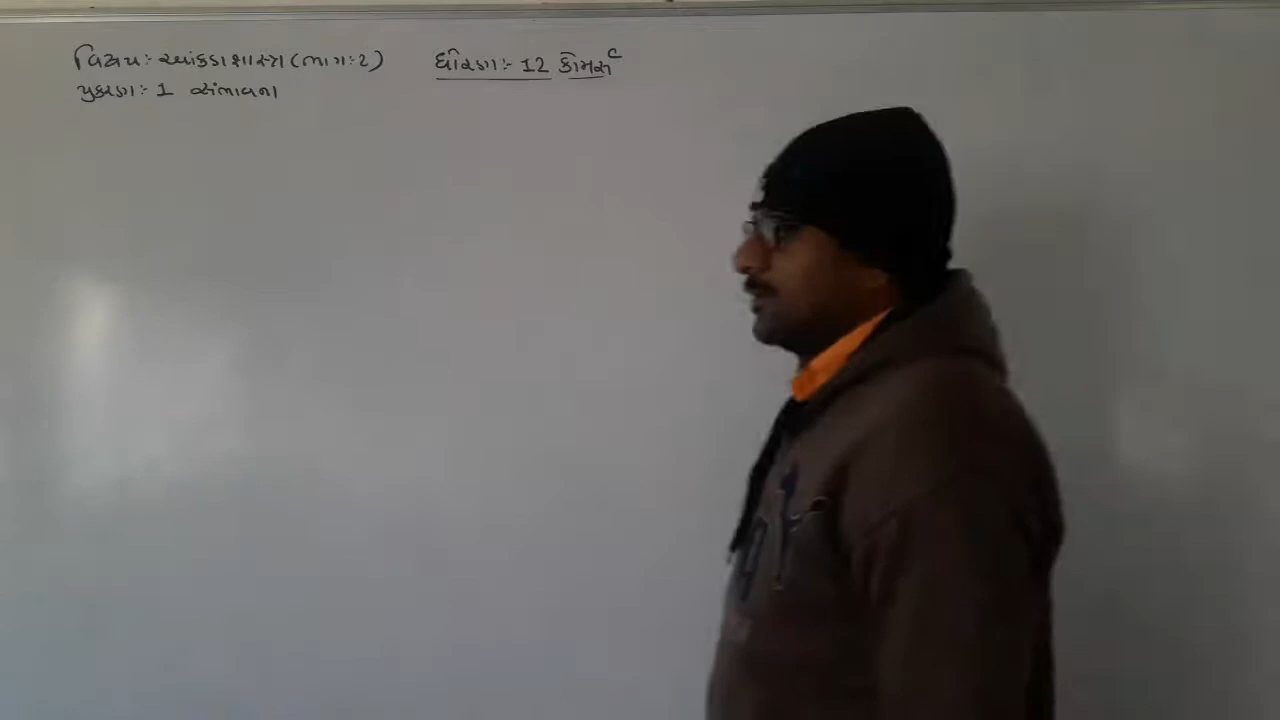 વિષય:- આંકડાશાસ્ત્ર (ભાગ:2) ધોરણ:- 12 કોમર્સ
પ્રકરણ:- 1 સંભાવના